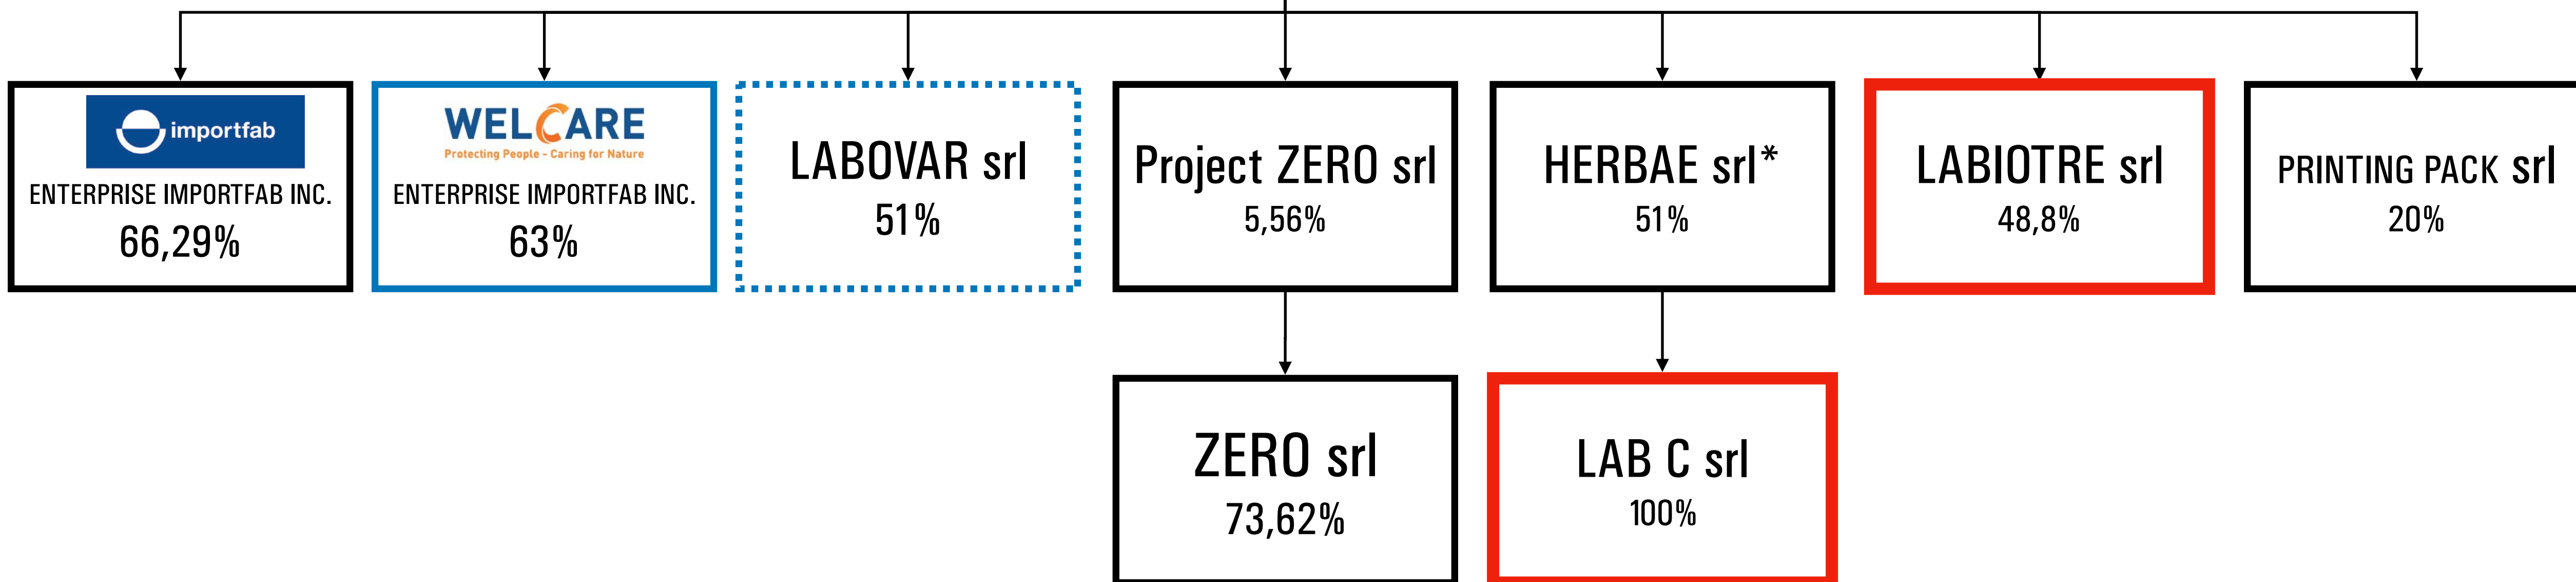 importfab
ENTERPRISE IMPORTFAB INC.
66,29%
WELCARE
Protecting People - Caring for Nature
ENTERPRISE IMPORTFAB INC.
63%
LABOVAR srl
51%
Project ZERO srl
5,56%
HERBAE srl*
51%
LABIOTRE srl
48,8%
PRINTING PACK srl
20%
ZERO srl
73,62%
LAB C srl
100%